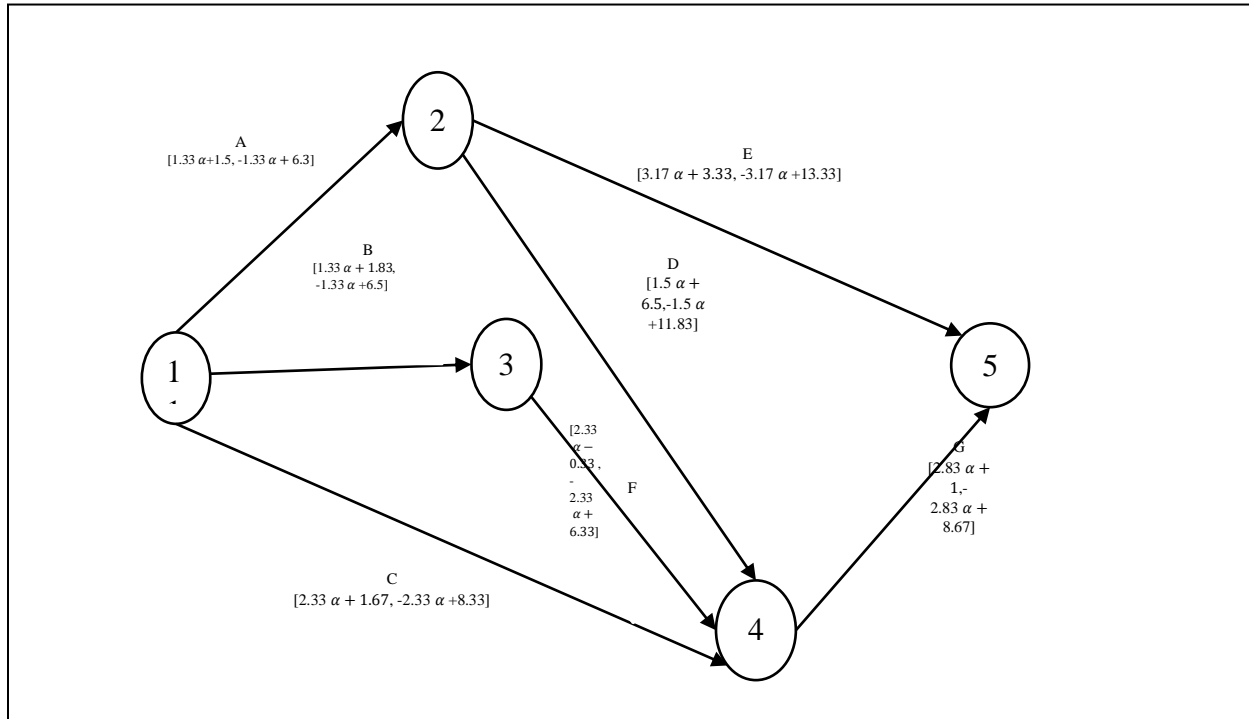 2
A
[1.33 α+1.5, -1.33 α + 6.3]
E
[3.17 α + 3.33, -3.17 α +13.33]
B
[1.33 α + 1.83,
-1.33 α +6.5]
D
[1.5 α +
6.5,-1.5 α
+11.83]
1
3
5
[2.33
α −
0.33 ,
-
2.33
α +
6.33]
F
G
[2.83 α +
1,-
2.83 α +
8.67]
C
[2.33 α + 1.67, -2.33 α +8.33]
4